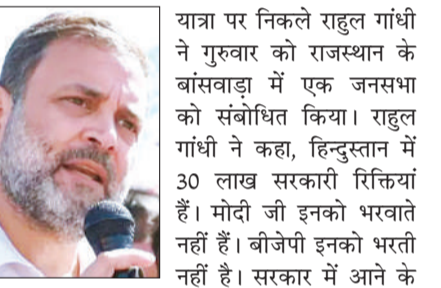 यात्रा पर निकले राहुल गांधी
ने गुरुवार को राजस्थान के
बांसवाड़ा में एक जनसभा
को संबोधित किया। राहुल
गांधी ने कहा, हिन्दुस्तान में
30 लाख सरकारी रिक्तियां
हैं। मोदी जी इनको भरवाते
नहीं हैं। बीजेपी इनको भरती
नहीं है। सरकार में आने के